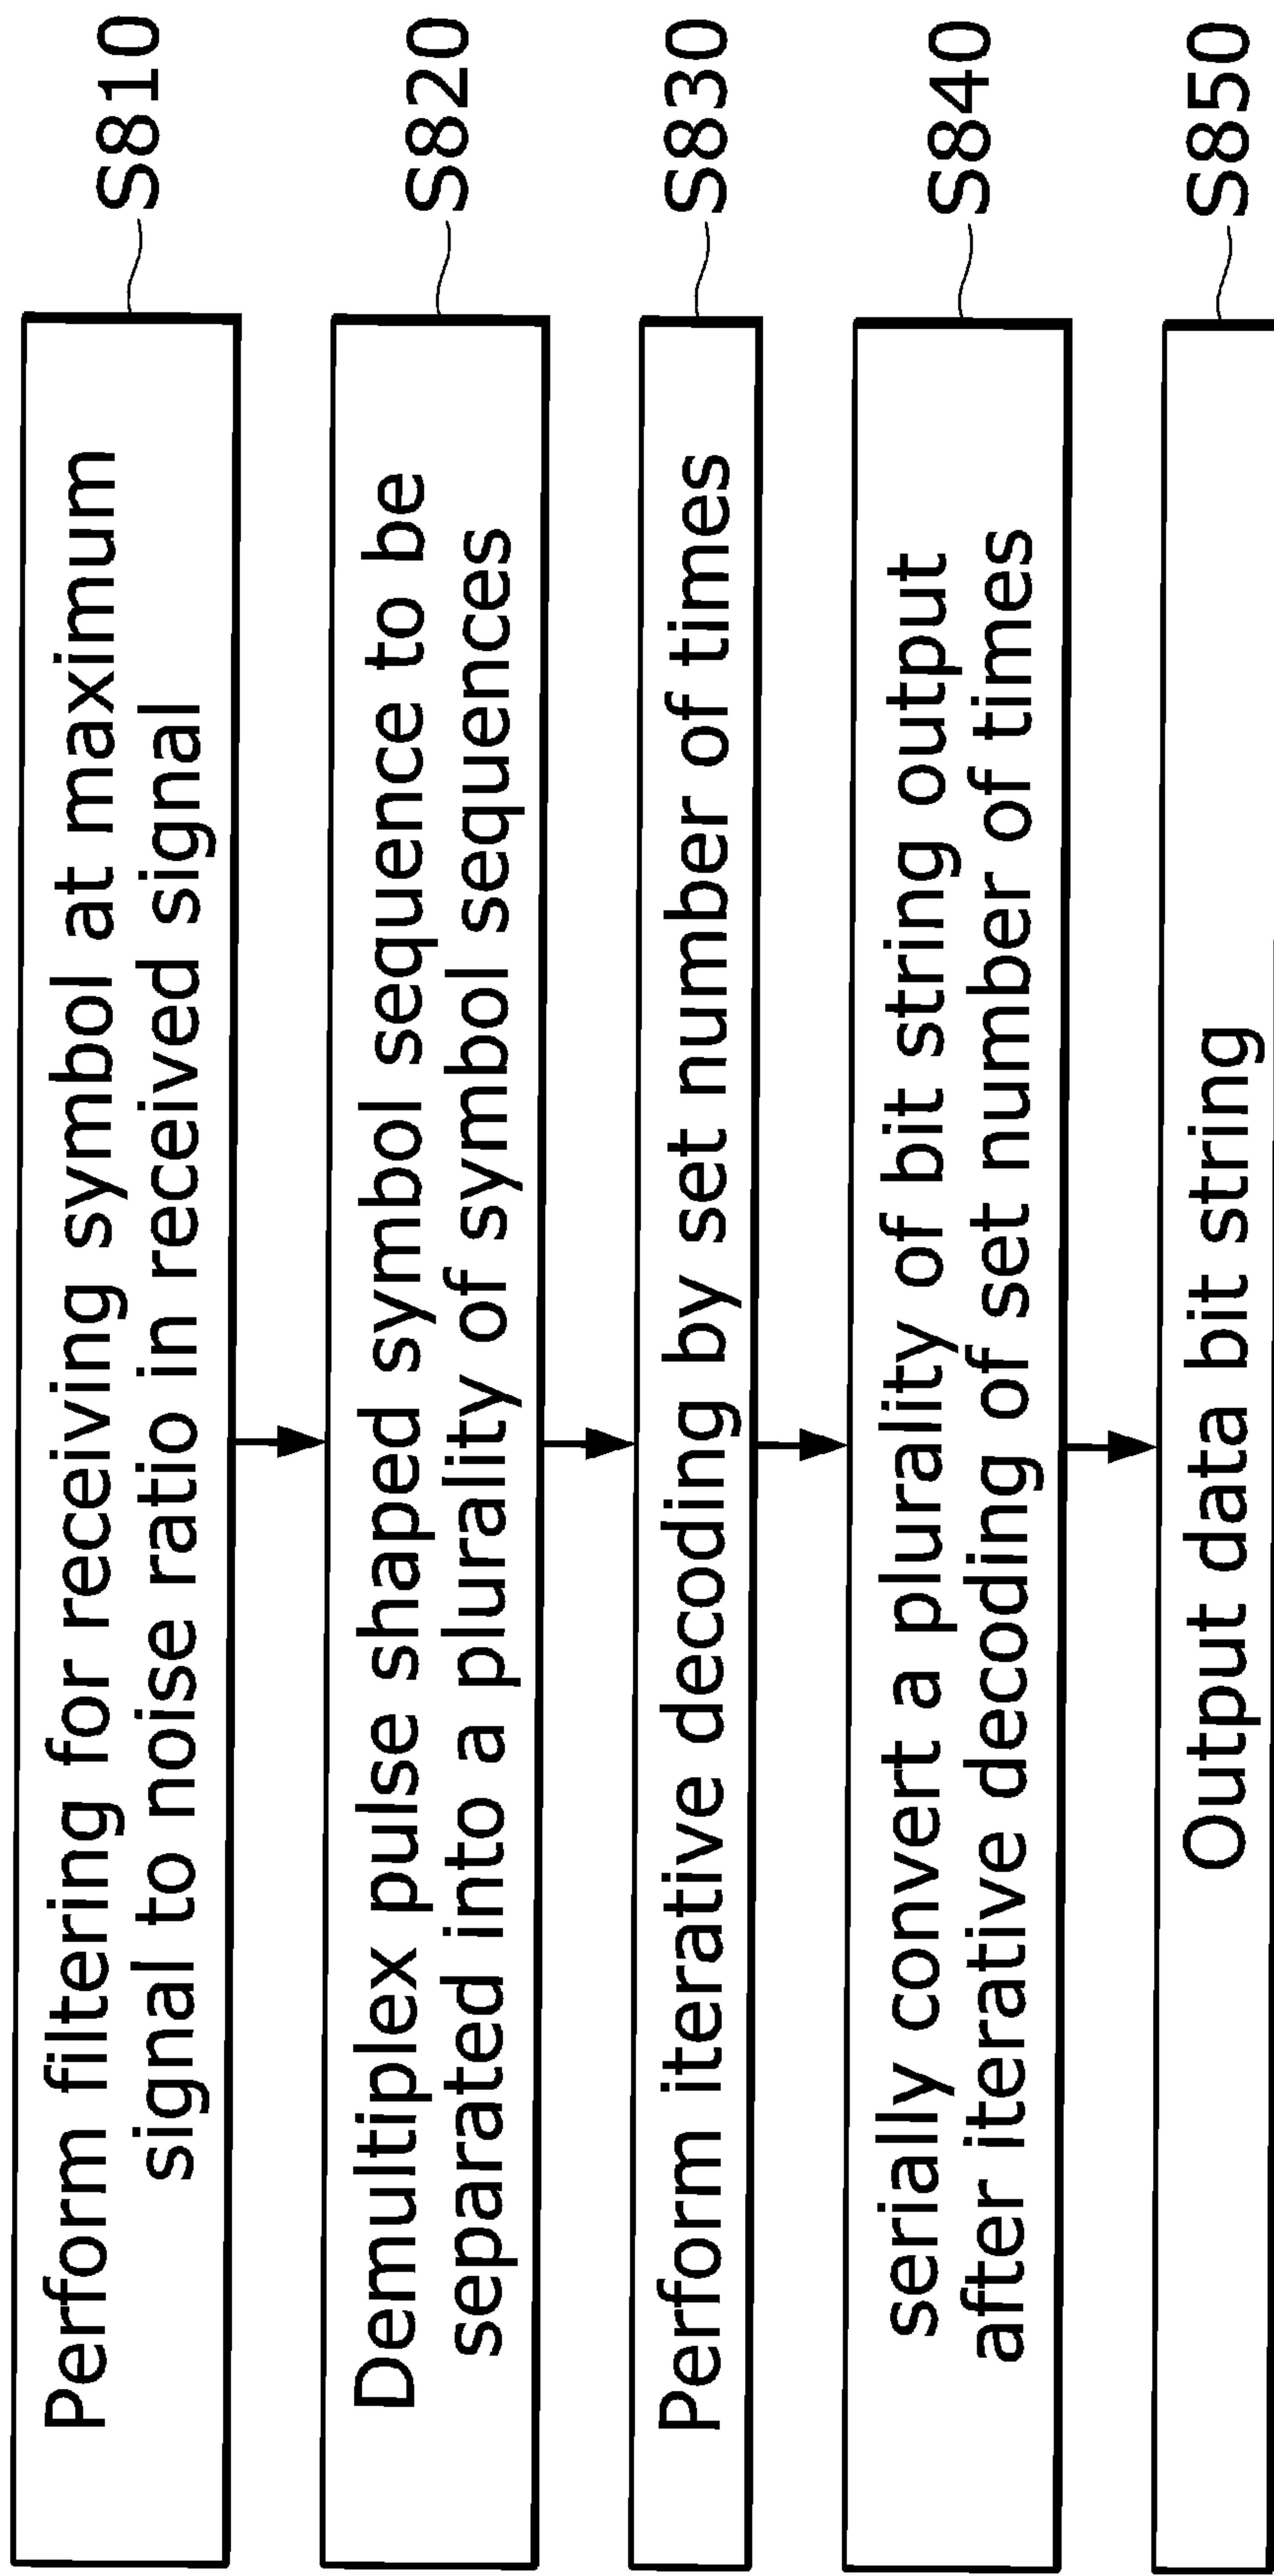 Perform filtering for receiving symbol at maximum
signal to noise ratio in received signal
S810
Demultiplex pulse shaped symbol sequence to be
separated into a plurality of symbol sequences
S820
Perform iterative decoding by set number of times
S830
serially convert a plurality of bit string output
after iterative decoding of set number of times
S840
Output data bit string
S850